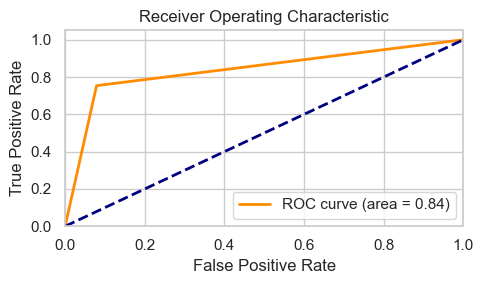 Receiver Operating Characteristic
True Positive Rate
1.0
0.8
0.6
0.4
0.2
0.0
ROC curve (area = 0.84)
0.0 0.2 0.4 0.6 0.8 1.0
False Positive Rate